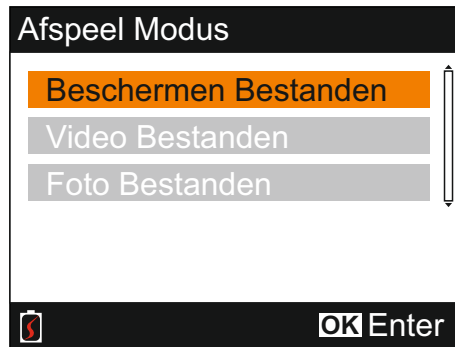 Afspeel Modus
Beschermen Bestanden
Video Bestanden
Foto Bestanden
OK Enter